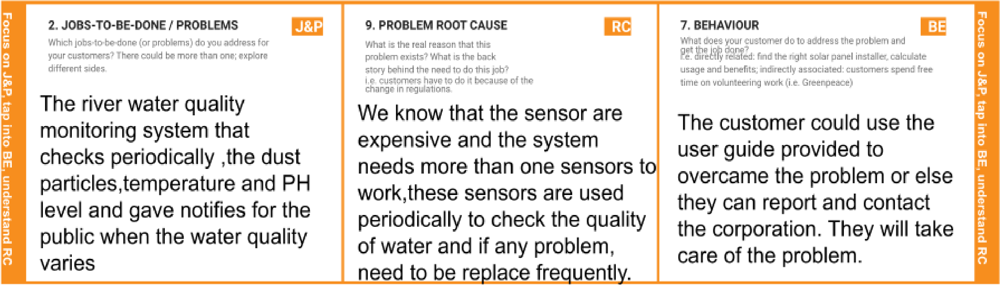 Focus on J&P, tap into BE, understand RC
2. JOBS-TO-BE-DONE / PROBLEMS
J&P
Which jobs-to-be-done (or problems) do you address for
your customers? There could be more than one; explore
different sides.
The river water quality
monitoring system that
checks periodically ,the dust
particles,temperature and PH
level and gave notifies for the
public when the water quality
varies
9. PROBLEM ROOT CAUSE
RC
What is the real reason that this
problem exists? What is the back
story behind the need to do this job?
i.e. customers have to do it because of the
change in regulations.
We know that the sensor are
expensive and the system
needs more than one sensors to
work,these sensors are used
periodically to check the quality
of water and if any problem,
need to be replace frequently.
7. BEHAVIOUR
BE
What does your customer do to address the problem and
get the job done?
i.e. directly related: find the right solar panel installer, calculate
usage and benefits; indirectly associated: customers spend free
time on volunteering work (i.e. Greenpeace)
The customer could use the
user guide provided to
overcame the problem or else
they can report and contact
the corporation. They will take
care of the problem.
Focus on J&P, tap into BE, understand RC